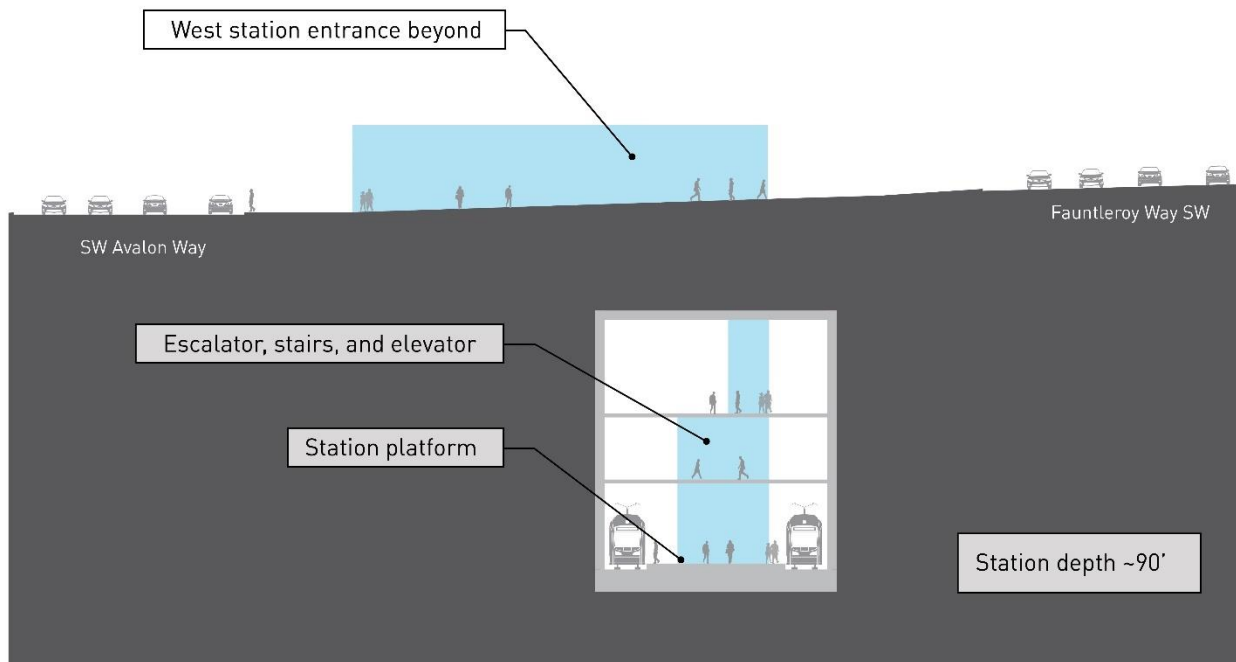 West station entrance beyond
SW Avalon Way
Fauntleroy Way SW
Escalator, stairs, and elevator
Station platform
Station depth ~90’